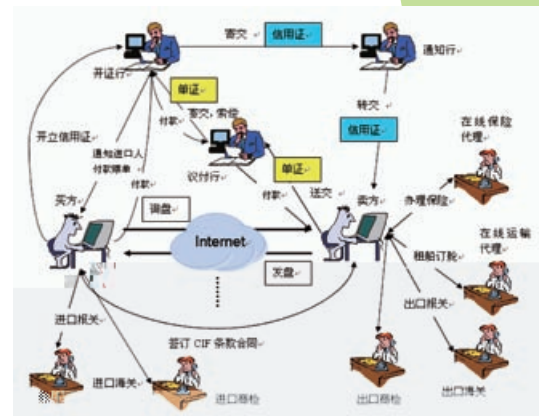 寄交
信用证
开证行
通知行
单证
寄交,索偿
付款
转交
在线保险
代理
开立信用证
信用证
通知进口人
付款赎单
议付行
单证
买方
付款
付款
送交
卖方
办理保险
询盘
在线运输
代理
Internet
租船订舱
发盘
进口报关
出口报关
签订 CIF 条款合同
进口海关
进口商检
出口商检
出口海关